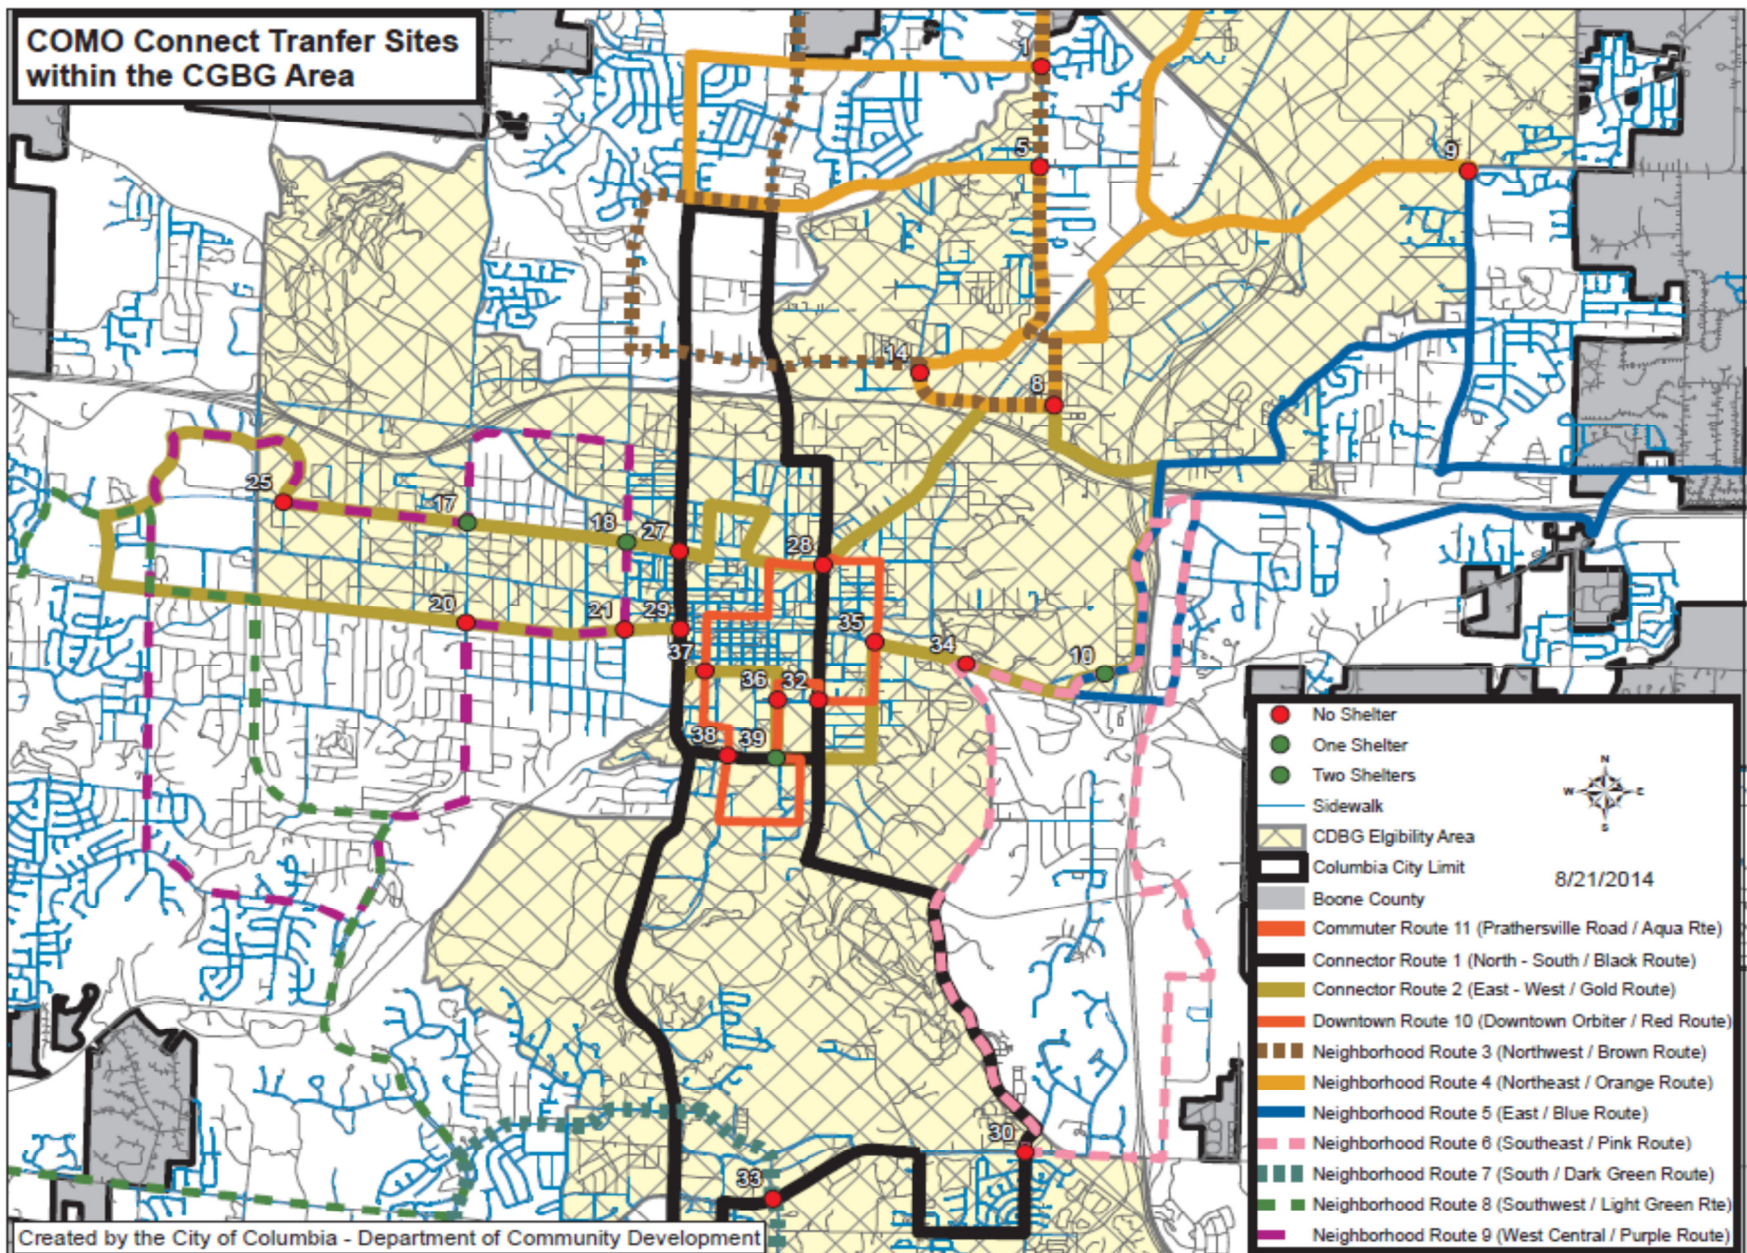 COMO Connect Tranfer Sites
within the CGBG Area
1
5
9
14
8
25
17
18
27
28
20
21
29
35
34
10
37
36
32
38
39
30
33
No Shelter
One Shelter
Two Shelters
Sidewalk
CDBG Elgibility Area
Columbia City Limit
Boone County
N
W
E
S
8/21/2014
Commuter Route 11 (Prathersville Road / Aqua Rte)
Connector Route 1 (North - South / Black Route)
Connector Route 2 (East - West / Gold Route)
Downtown Route 10 (Downtown Orbiter / Red Route)
Neighborhood Route 3 (Northwest / Brown Route)
Neighborhood Route 4 (Northeast / Orange Route)
Neighborhood Route 5 (East / Blue Route)
Neighborhood Route 6 (Southeast / Pink Route)
Neighborhood Route 7 (South / Dark Green Route)
Neighborhood Route 8 (Southwest / Light Green Rte)
Neighborhood Route 9 (West Central / Purple Route)
Created by the City of Columbia - Department of Community Development